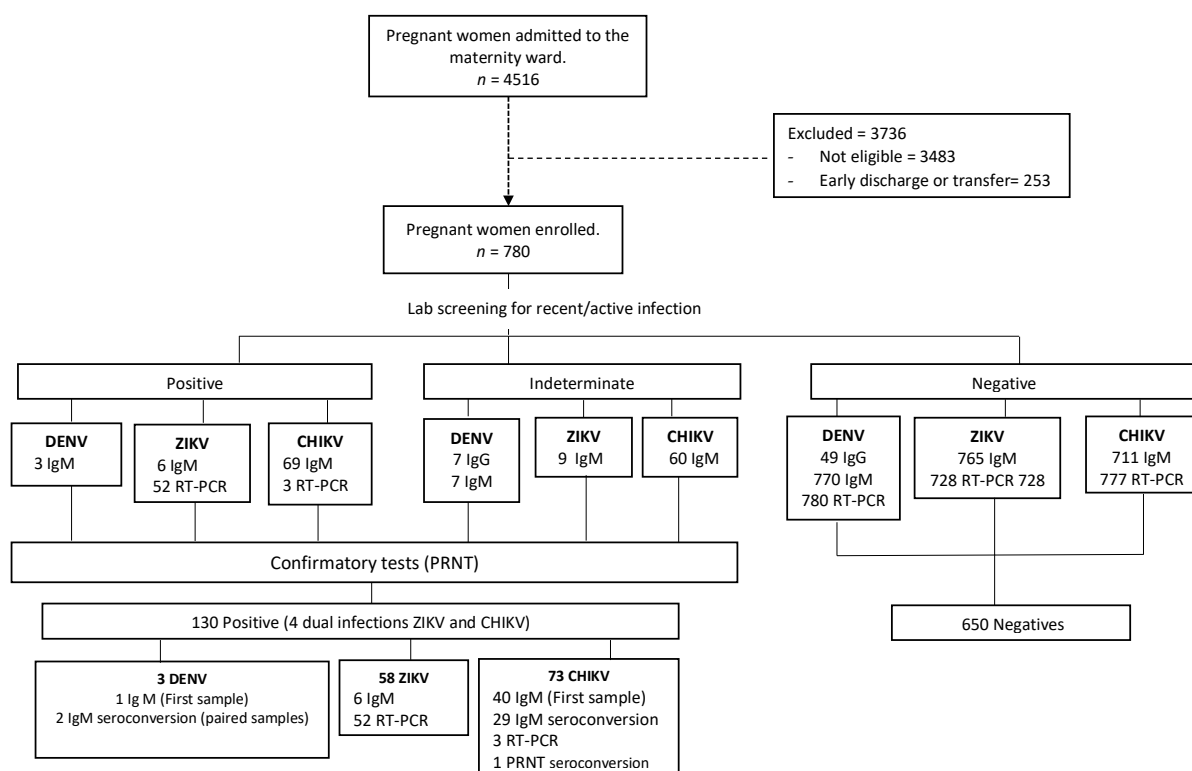 Pregnant women admitted to the
maternity ward.
n = 4516
Excluded = 3736
- Not eligible = 3483
- Early discharge or transfer= 253
Pregnant women enrolled.
n = 780
Lab screening for recent/active infection
Positive
Indeterminate
Negative
DENV
3 IgM
ZIKV
6 IgM
52 RT-PCR
CHIKV
69 IgM
3 RT-PCR
DENV
7 IgG
7 IgM
ZIKV
9 IgM
CHIKV
60 IgM
DENV
49 IgG
770 IgM
780 RT-PCR
ZIKV
765 IgM
728 RT-PCR 728
CHIKV
711 IgM
777 RT-PCR
Confirmatory tests (PRNT)
130 Positive (4 dual infections ZIKV and CHIKV)
650 Negatives
3 DENV
1 Ig M (First sample)
2 IgM seroconversion (paired samples)
58 ZIKV
6 IgM
52 RT-PCR
73 CHIKV
40 IgM (First sample)
29 IgM seroconversion
3 RT-PCR
1 PRNT seroconversion